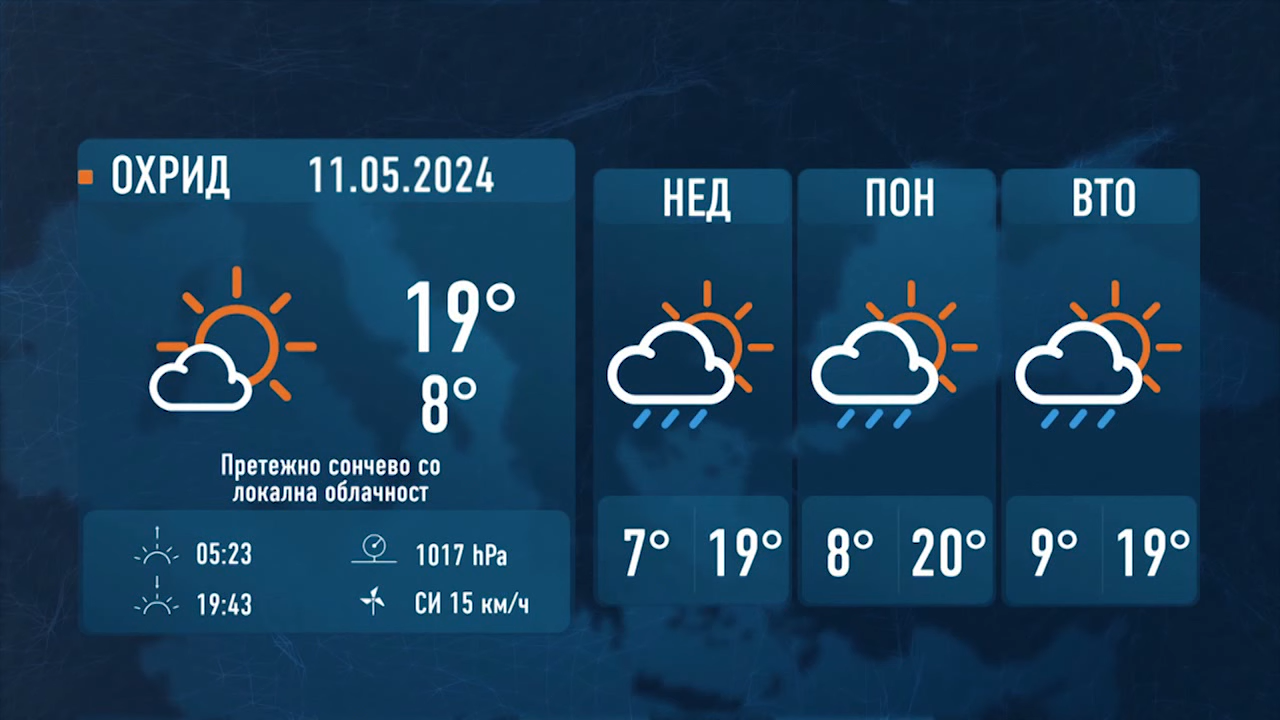 ОХРИД 11.05.2024
19°
8°
Претежно сончево со
локална облачност
05:23 1017 hPa
19:43 СИ 15 км/ч
НЕД ПОН ВТО
7° 19° 8° 20° 9° 19°